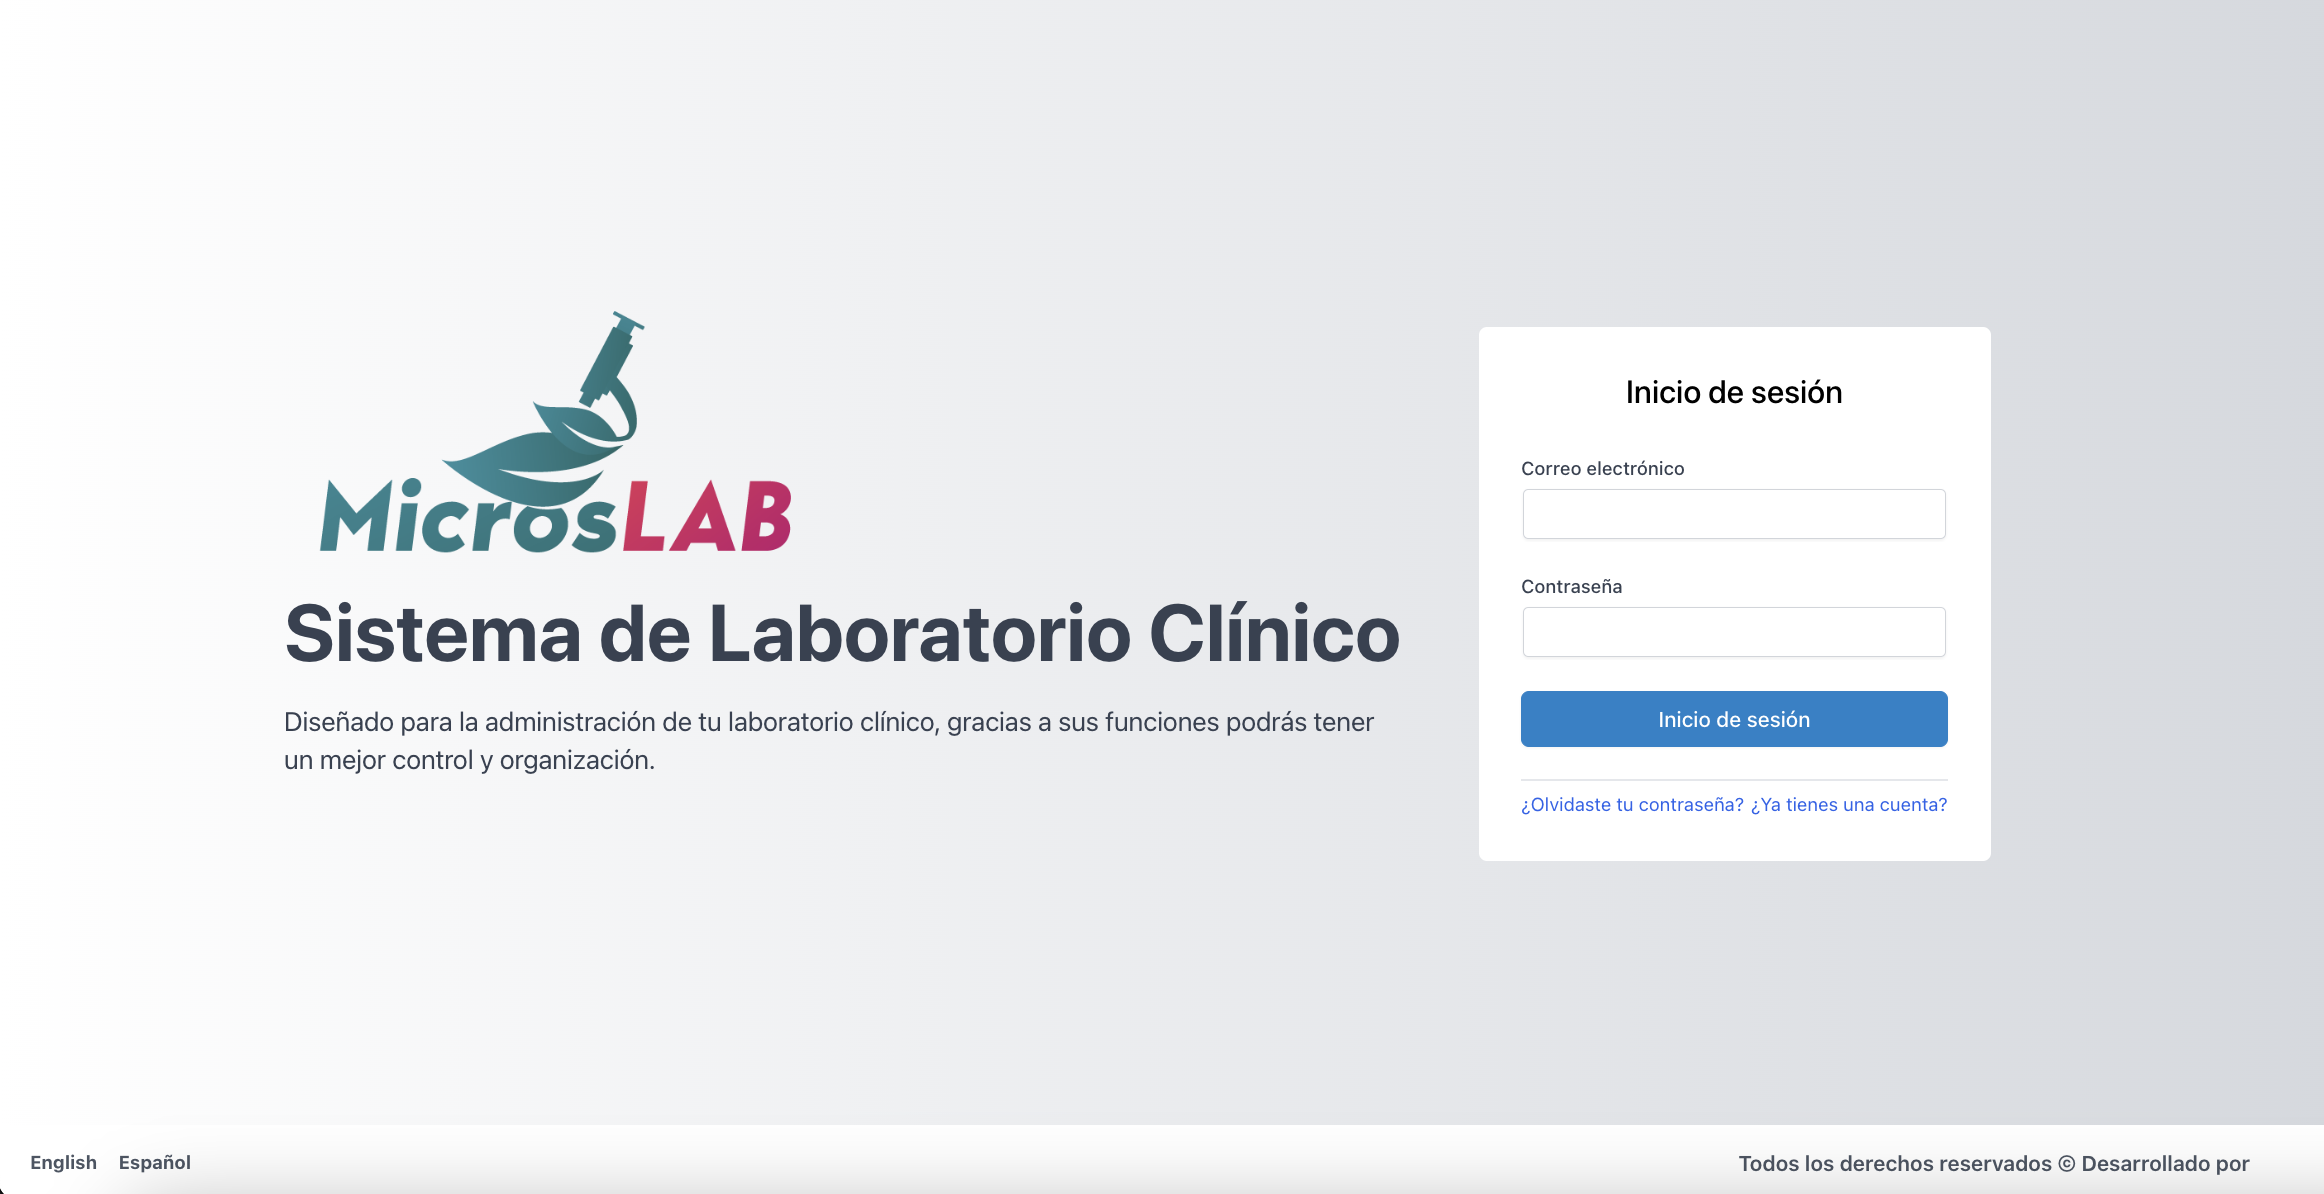 MicrosLAB
Sistema de Laboratorio Clínico
Diseñado para la administración de tu laboratorio clínico, gracias a sus funciones podrás tener
un mejor control y organización.
Inicio de sesión
Correo electrónico
Contraseña
Inicio de sesión
¿Olvidaste tu contraseña? ¿Ya tienes una cuenta?
English Español
Todos los derechos reservados © Desarrollado por